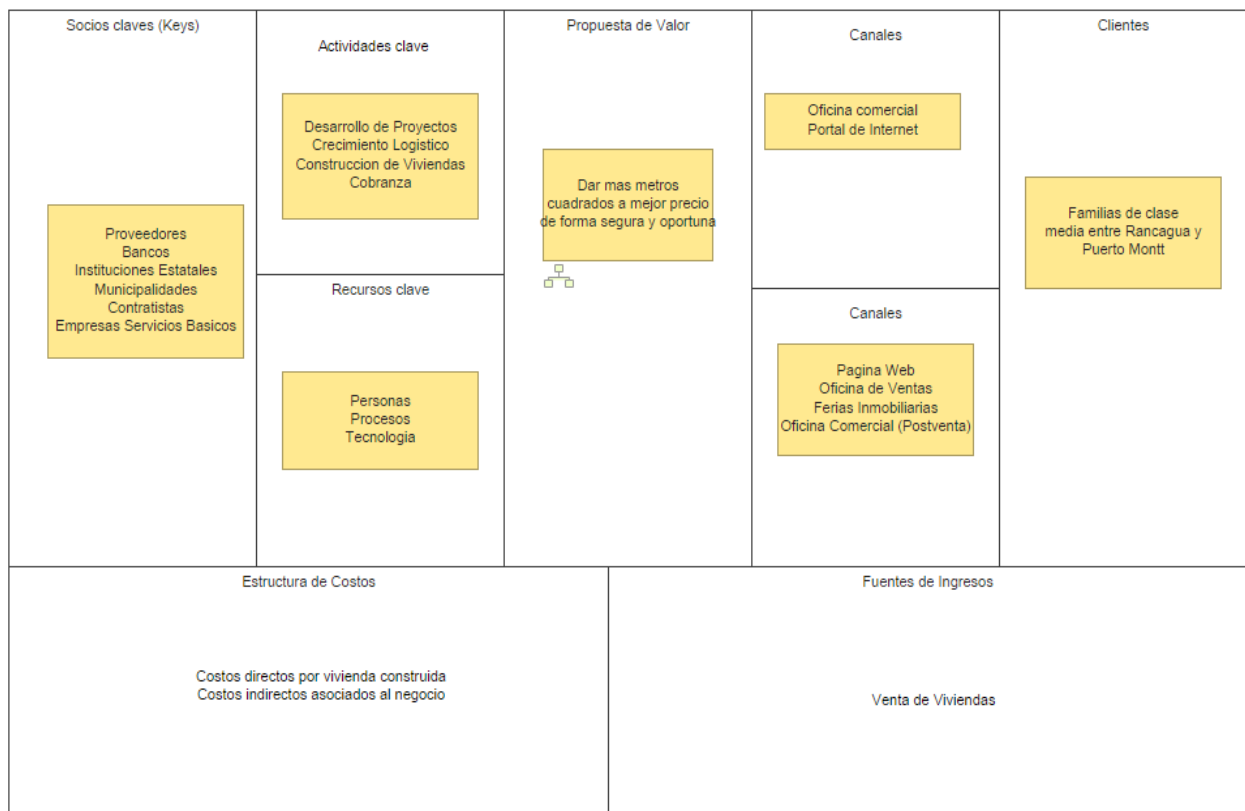 Socios claves (Keys)
Proveedores
Bancos
Instituciones Estatales
Municipalidades
Contratistas
Empresas Servicios Basicos
Actividades clave
Desarrollo de Proyectos
Crecimiento Logistico
Construccion de Viviendas
Cobranza
Recursos clave
Personas
Procesos
Tecnologia
Propuesta de Valor
Dar mas metros
cuadrados a mejor precio
de forma segura y oportuna
Canales
Oficina comercial
Portal de Internet
Canales
Pagina Web
Oficina de Ventas
Ferias Inmobiliarias
Oficina Comercial (Postventa)
Clientes
Familias de clase
media entre Rancagua y
Puerto Montt
Estructura de Costos
Costos directos por vivienda construida
Costos indirectos asociados al negocio
Fuentes de Ingresos
Venta de Viviendas